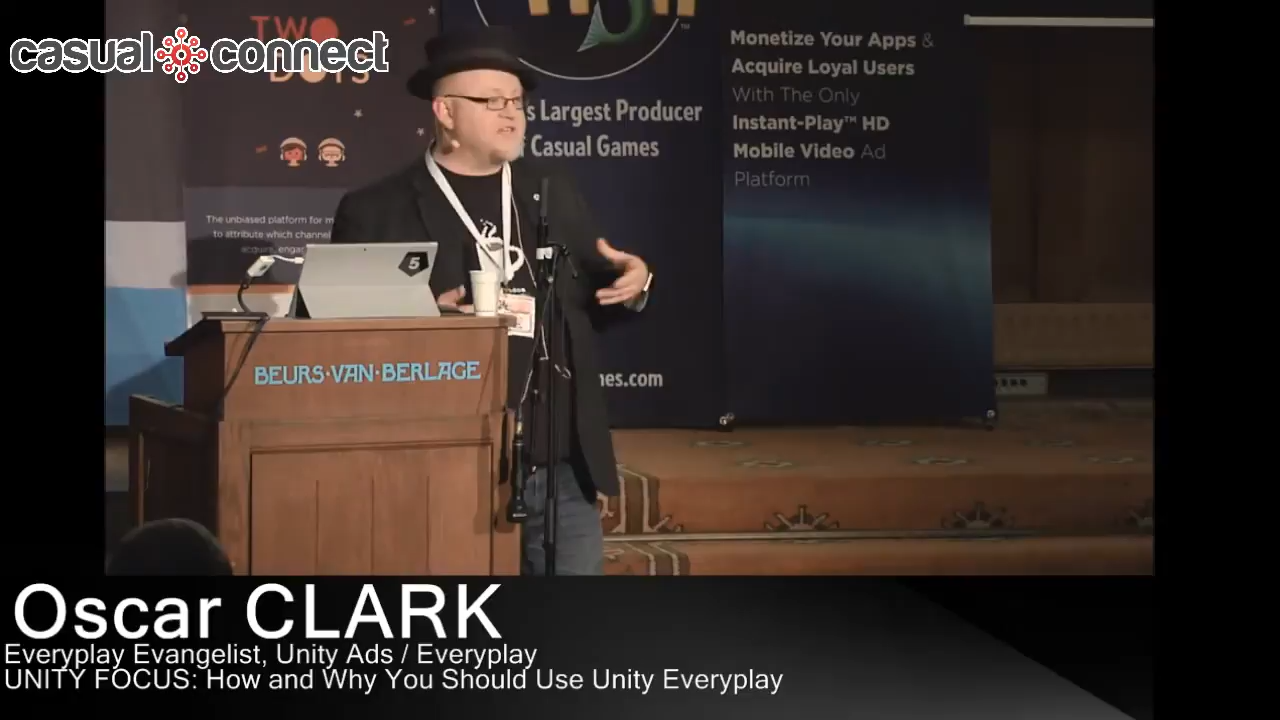 casual connect
TWO
DOTS
The unbiased platform for m
to attribute which channel
acquire, engag
s Largest Producer
Casual Games
nes.com
Monetize Your Apps &
Acquire Loyal Users
With The Only
Instant-Play™ HD
Mobile Video Ad
Platform
5
BEURS·VAN·BERLAGE
Oscar CLARK
Everyplay Evangelist, Unity Ads / Everyplay
UNITY FOCUS: How and Why You Should Use Unity Everyplay